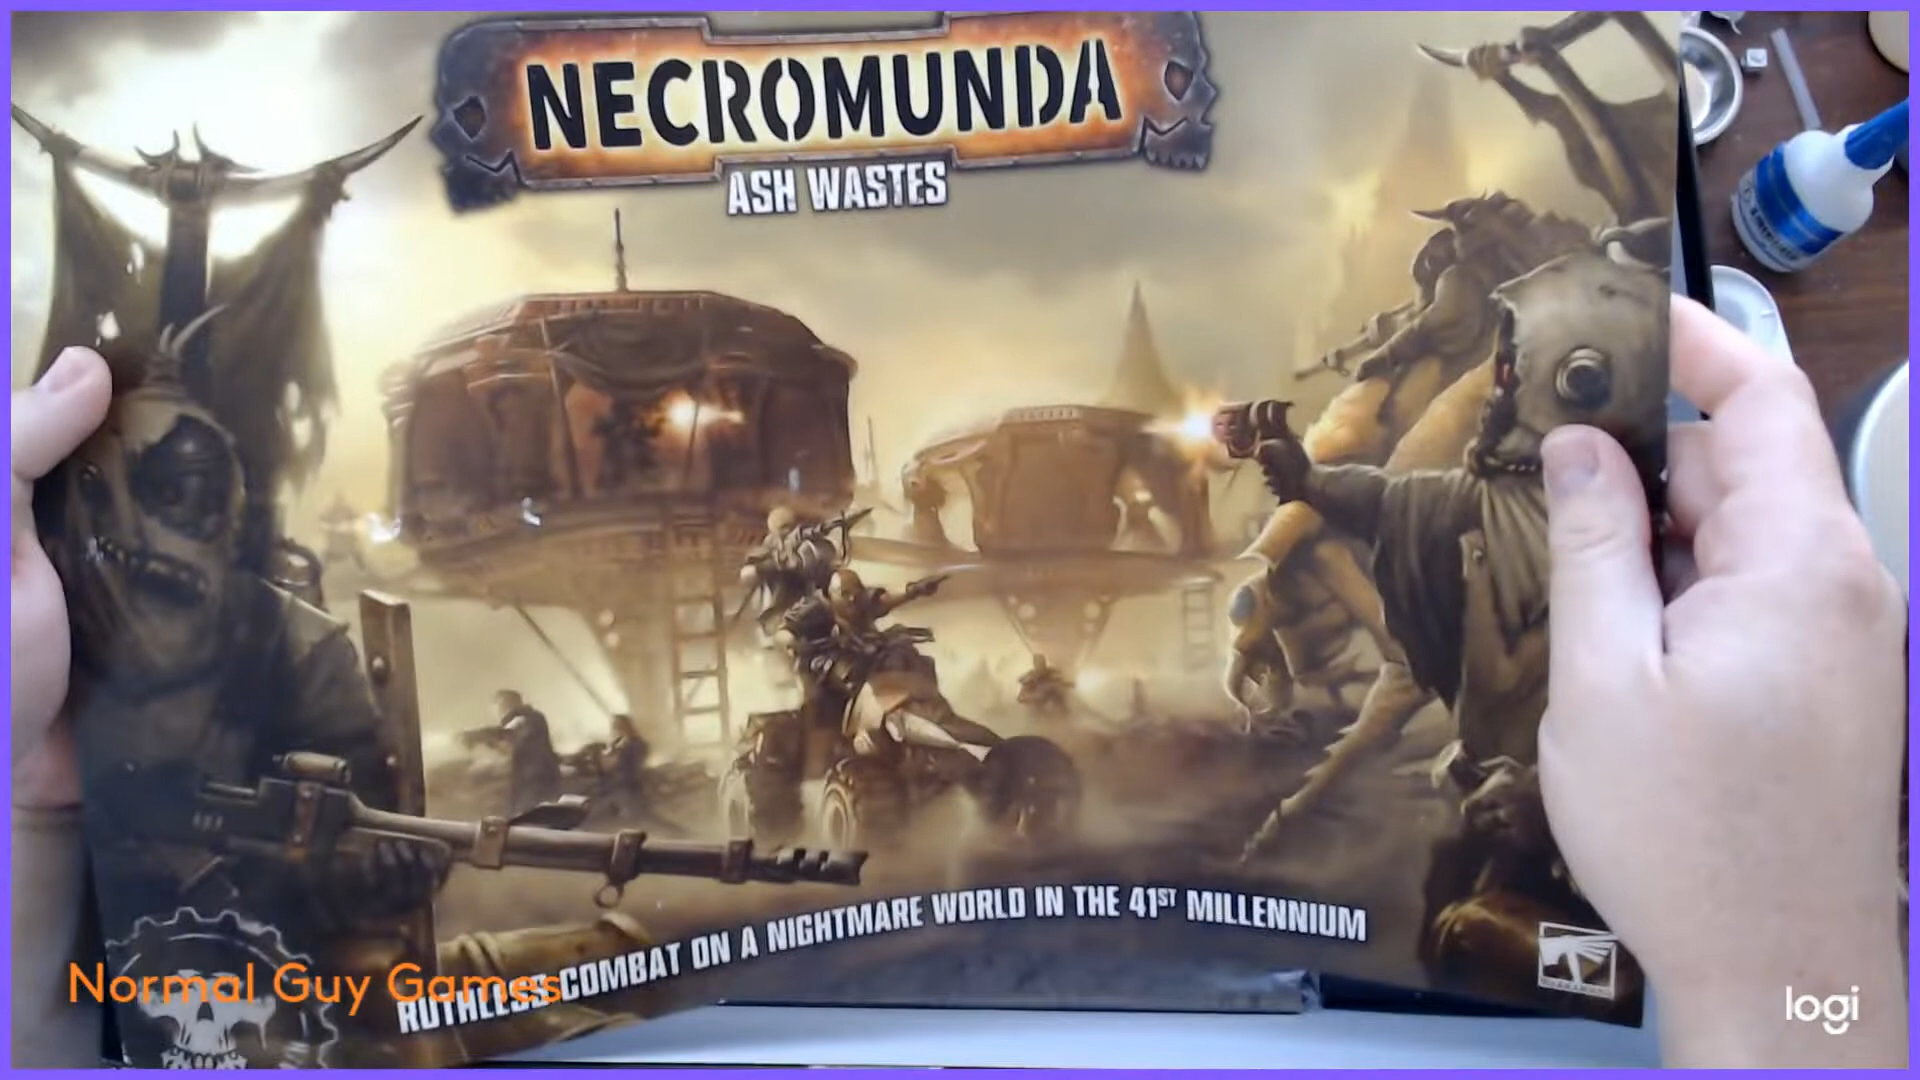 NECROMUNDA
ASH WASTES
RUTHLESS COMBAT ON A NIGHTMARE WORLD IN THE 41ST MILLENNIUM
Normal Guy Games
logi